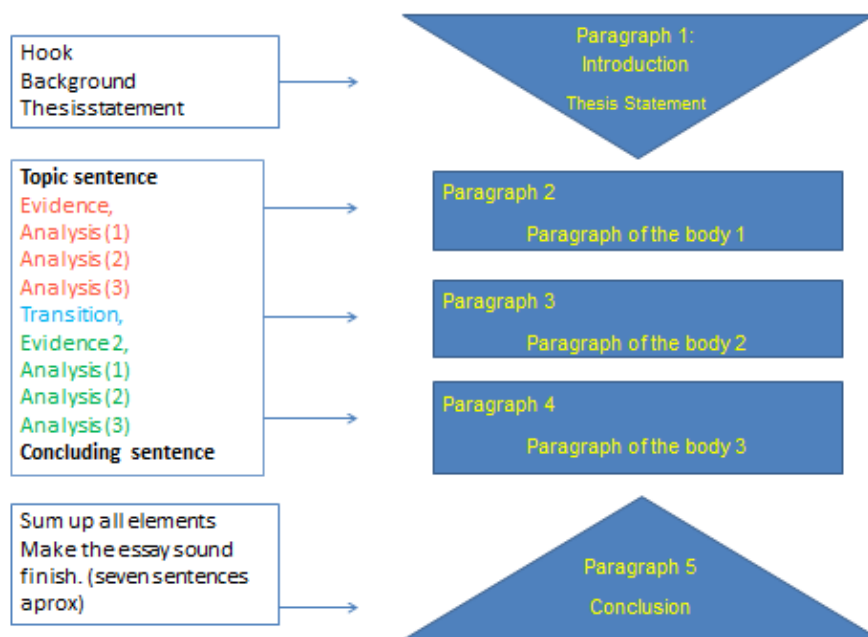 Hook
Background
Thesisstatement
Paragraph 1:
Introduction
Thesis Statement
Topic sentence
Evidence,
Analysis(1)
Analysis(2)
Analysis(3)
Transition,
Evidence2,
Analysis(1)
Analysis(2)
Analysis(3)
Concluding sentence
Paragraph 2
Paragraph of the body 1
Paragraph 3
Paragraph of the body 2
Paragraph 4
Paragraph of the body 3
Sum up all elements
Make the essay sound
finish. (seven sentences
aprox)
Paragraph 5
Conclusion